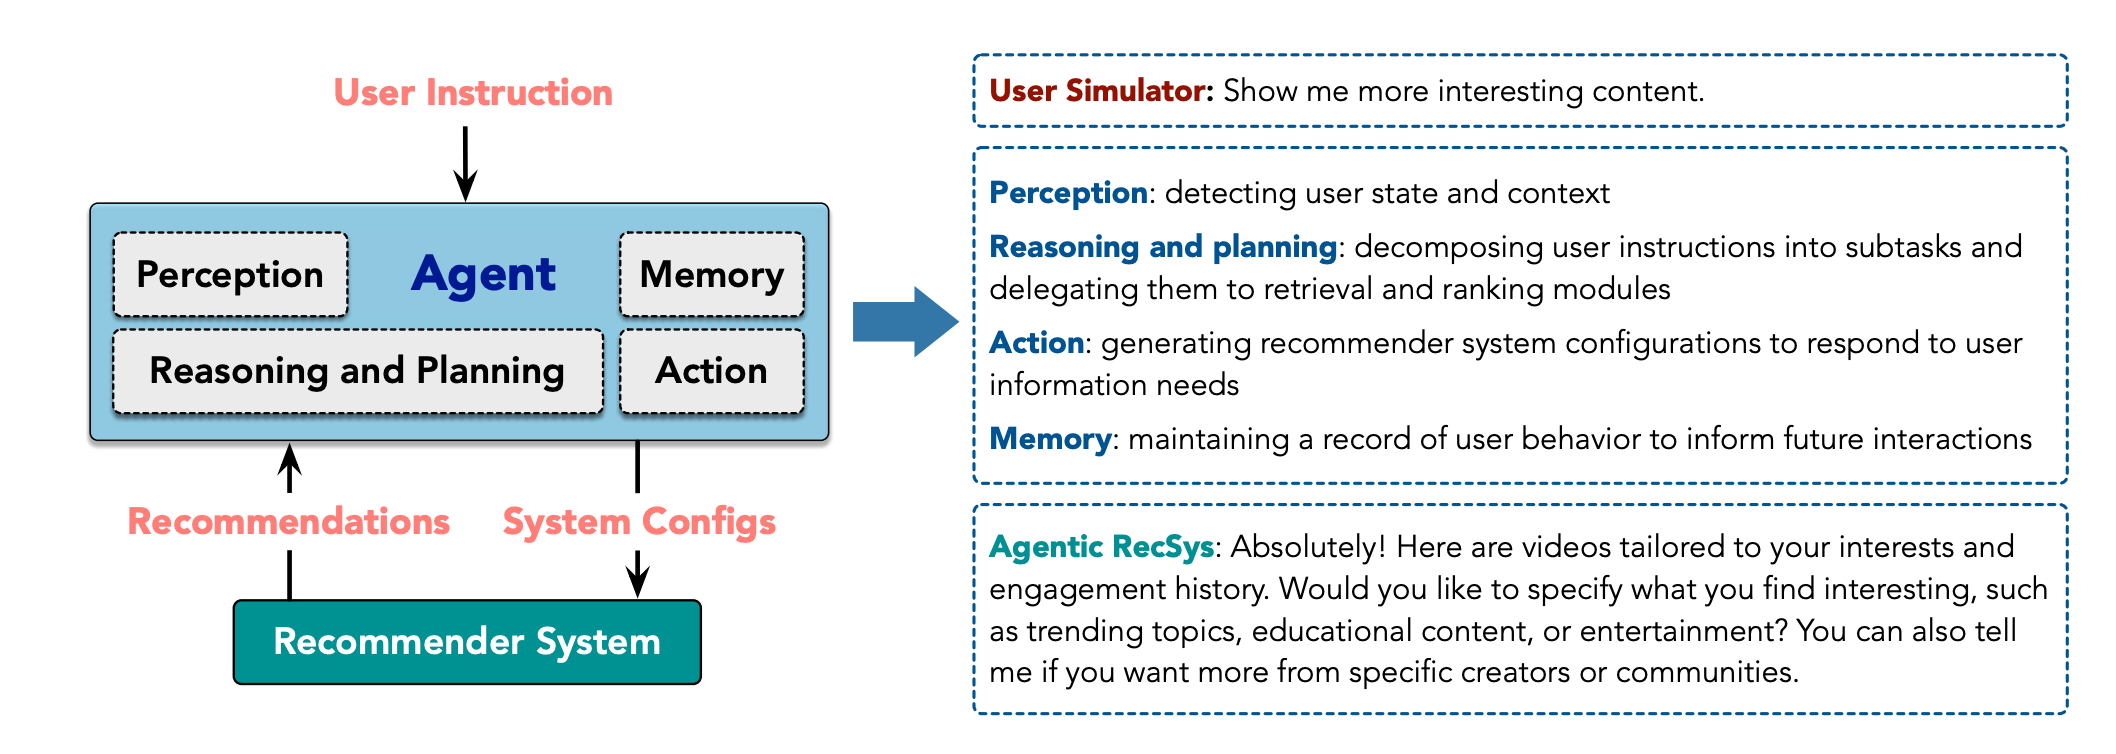 User Instruction
Perception
Agent
Memory
Reasoning and Planning
Action
Recommendations
System Configs
Recommender System
User Simulator: Show me more interesting content.
Perception: detecting user state and context
Reasoning and planning: decomposing user instructions into subtasks and
delegating them to retrieval and ranking modules
Action: generating recommender system configurations to respond to user
information needs
Memory: maintaining a record of user behavior to inform future interactions
Agentic RecSys: Absolutely! Here are videos tailored to your interests and
engagement history. Would you like to specify what you find interesting, such
as trending topics, educational content, or entertainment? You can also tell
me if you want more from specific creators or communities.